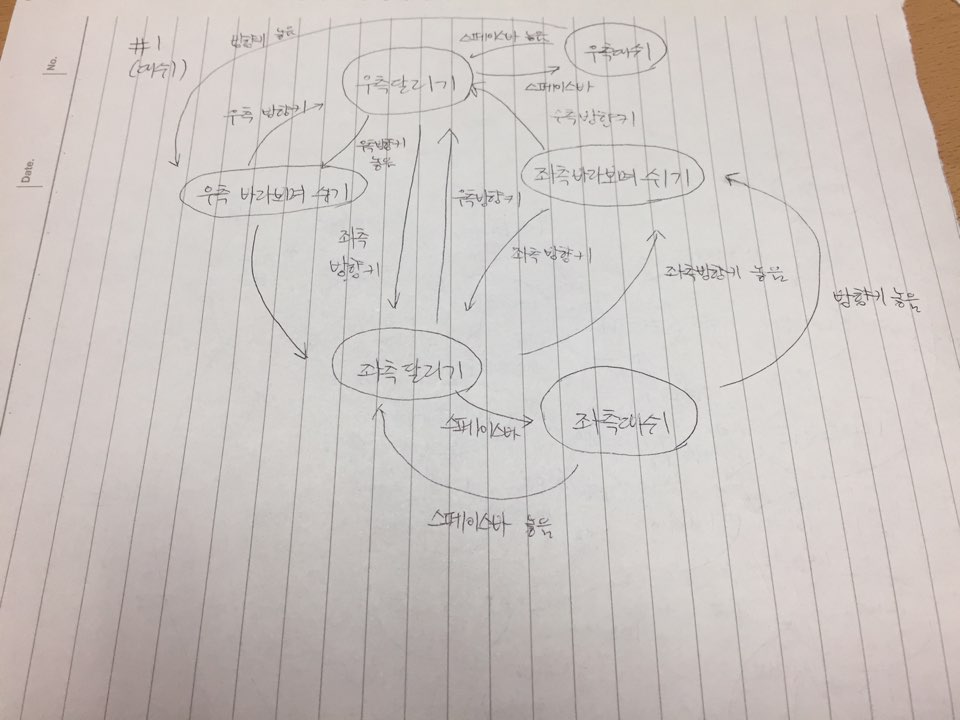 No.
Date.
#1
(대쉬)
방향키 놓음
스페이스바 놓음
우측대쉬
우측달리기
스페이스바
우측 방향키
우측방향키
우측방향키
놓음
좌측바라보며 쉬기
우측 바라보며 쉬기
우측방향키
좌측
방향키
좌측방향키
좌측방향키 놓음
방향키 놓음
좌측달리기
스페이스바
좌측대쉬
스페이스바 놓음